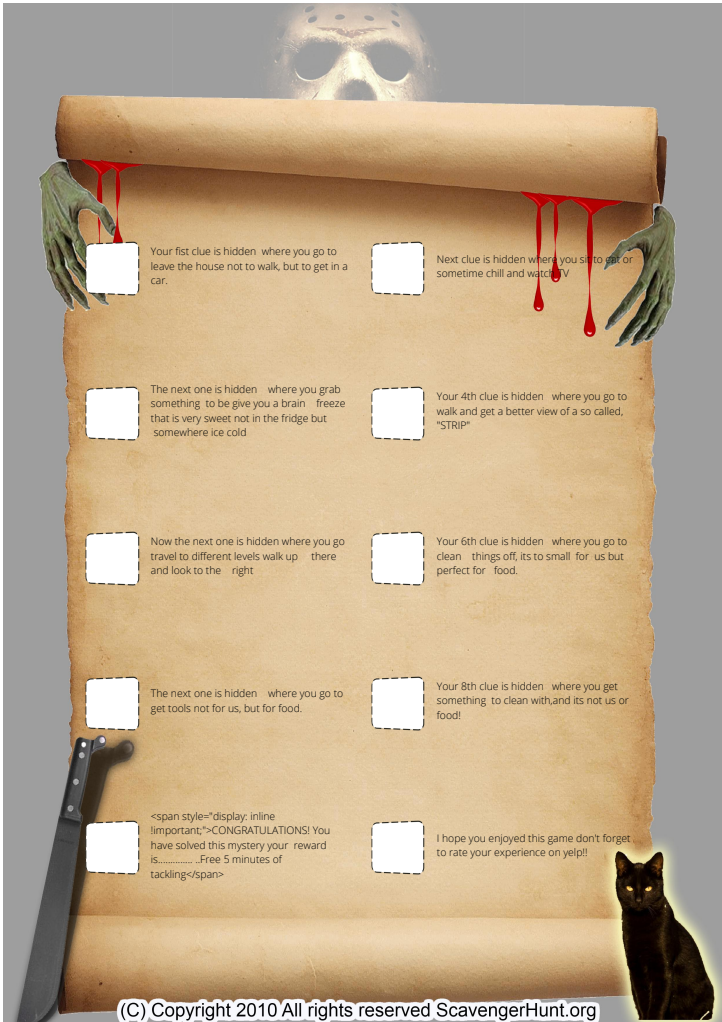 Your fist clue is hidden  where you go to
leave the house not to walk, but to get in a
car.
Next clue is hidden where you sit to eat or
sometime chill and watch TV
The next one is hidden    where you grab
something  to be give you a brain    freeze
that is very sweet not in the fridge but
somewhere ice cold
Your 4th clue is hidden   where you go to
walk and get a better view of a so called,
"STRIP"
Now the next one is hidden where you go
travel to different levels walk up     there
and look to the    right
Your 6th clue is hidden   where you go to
clean    things off, its to small  for  us but
perfect for   food.
The next one is hidden    where you go to
get tools not for us, but for food.
Your 8th clue is hidden   where you get
something  to clean with,and its not us or
food!
<span style="display: inline
!important;">CONGRATULATIONS! You
have solved this mystery your  reward
is............. ..Free 5 minutes of
tackling</span>
I hope you enjoyed this game don't forget
to rate your experience on yelp!!
(C) Copyright 2010 All rights reserved ScavengerHunt.org